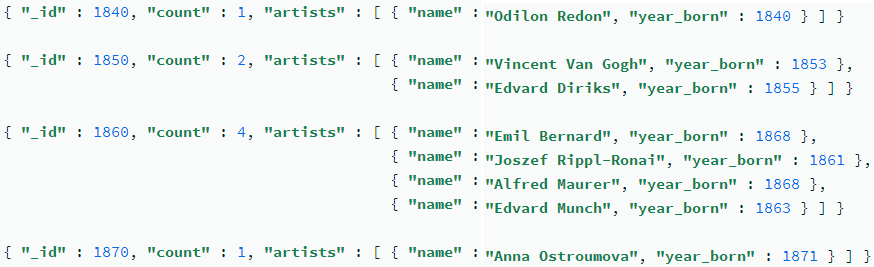 { "_id" : 1840, "count" : 1, "artists" : [ { "name" : "Odilon Redon", "year_born" : 1840 } ] }
{ "_id" : 1850, "count" : 2, "artists" : [ { "name" : "Vincent Van Gogh", "year_born" : 1853 },
{ "name" : "Edvard Diriks", "year_born" : 1855 } ] }
{ "_id" : 1860, "count" : 4, "artists" : [ { "name" : "Emil Bernard", "year_born" : 1868 },
{ "name" : "Joszef Rippl-Ronai", "year_born" : 1861 },
{ "name" : "Alfred Maurer", "year_born" : 1868 },
{ "name" : "Edvard Munch", "year_born" : 1863 } ] }
{ "_id" : 1870, "count" : 1, "artists" : [ { "name" : "Anna Ostroumova", "year_born" : 1871 } ] }